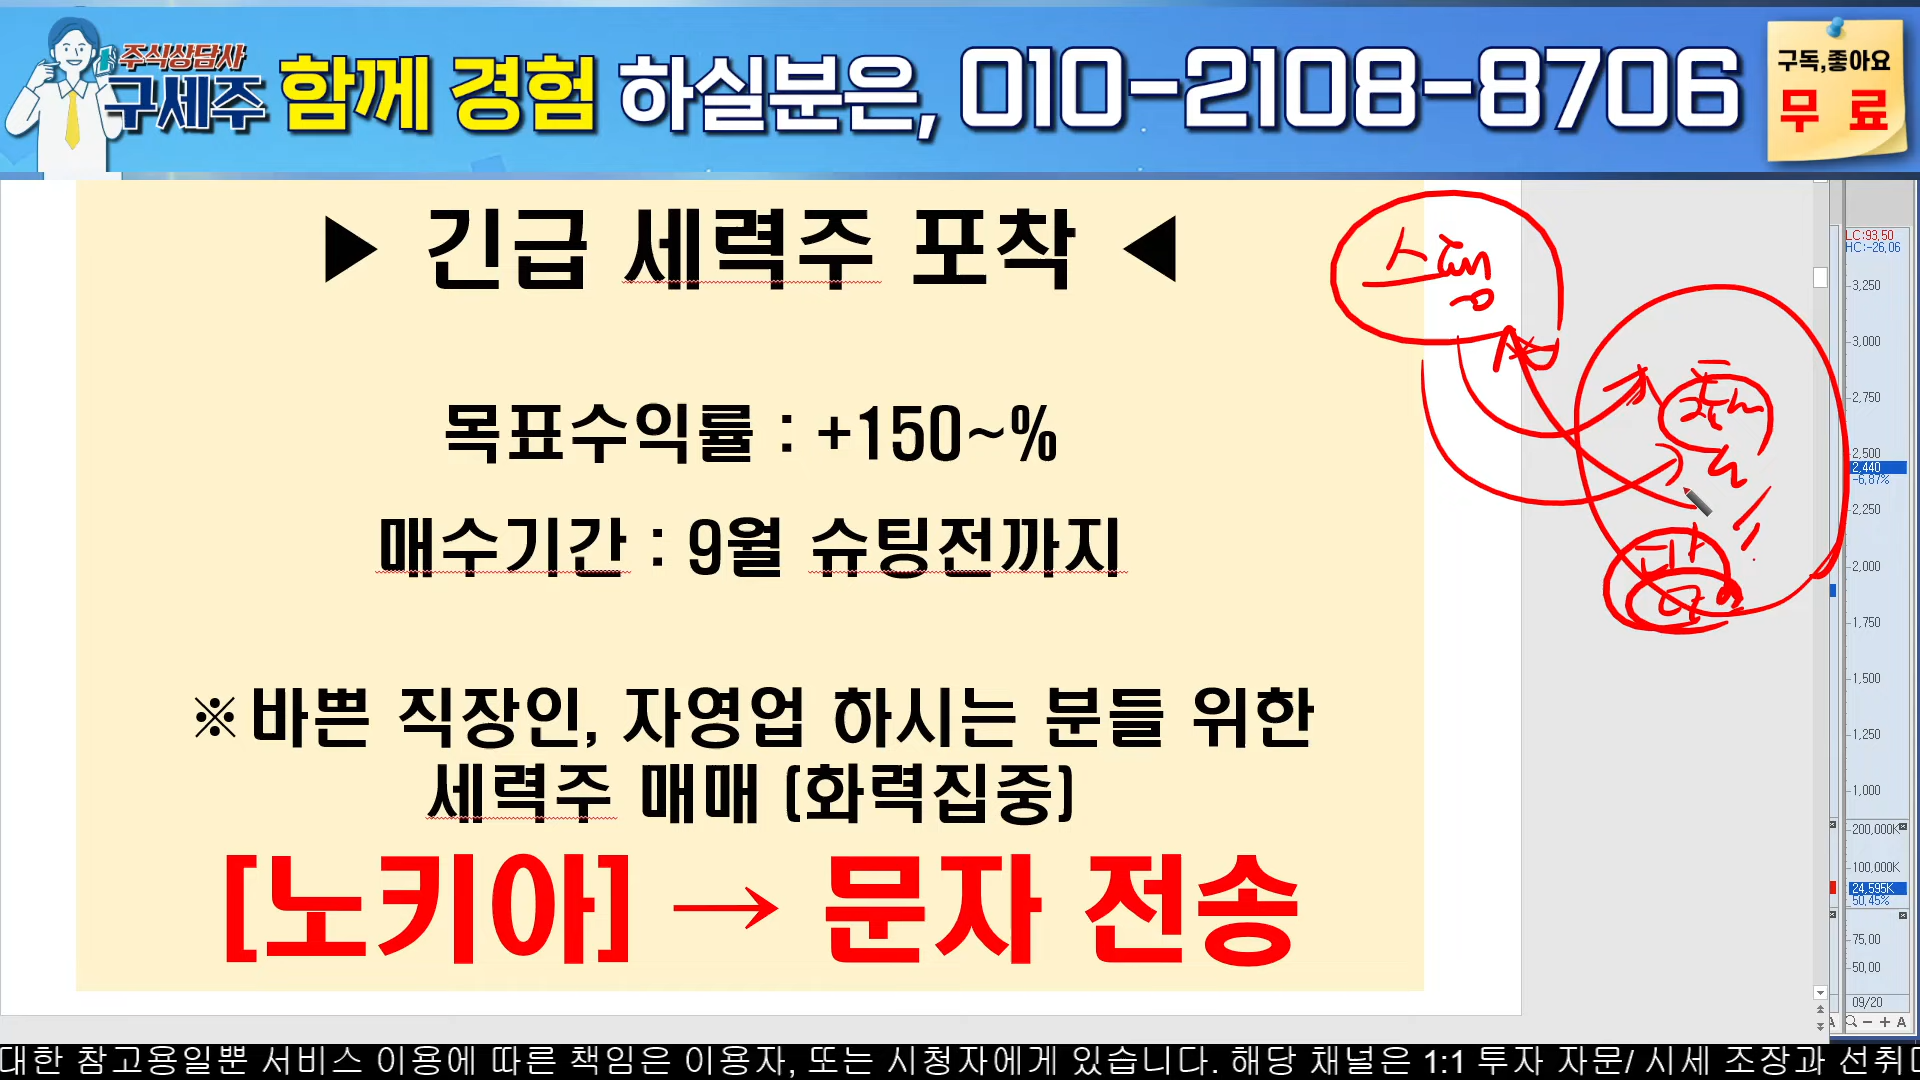 주식상담사
구세주
함께 경험 하실분은, 010-2108-8706
구독,좋아요
무 료
▶ 긴급 세력주 포착 ◀
목표수익률 : +150~%
매수기간 : 9월 슈팅전까지
※바쁜 직장인, 자영업 하시는 분들 위한
세력주 매매 (화력집중)
[노키아] → 문자 전송
LC:93,50
HC:-26,06
3,250
3,000
2,750
2,500
2,440
-6,87%
2,250
2,000
1,750
1,500
1,250
1,000
200,000K
100,000K
24,595K
50,45%
75,00
50,00
09/20
A
A
대한 참고용일뿐 서비스 이용에 따른 책임은 이용자, 또는 시청자에게 있습니다. 해당 채널은 1:1 투자 자문/ 시세 조장과 선취